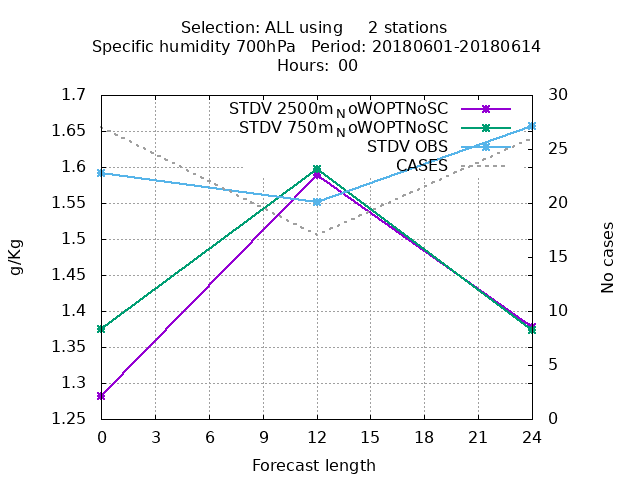 Selection: ALL using 2 stations
Specific humidity 700hPa Period: 20180601-20180614
Hours: 00
1.7
1.65
1.6
1.55
1.5
1.45
1.4
1.35
1.3
1.25
g/Kg
STDV 2500m_NoWOPTNoSC
STDV 750m_NoWOPTNoSC
STDV OBS
CASES
30
25
20
15
10
5
0
No cases
0 3 6 9 12 15 18 21 24
Forecast length